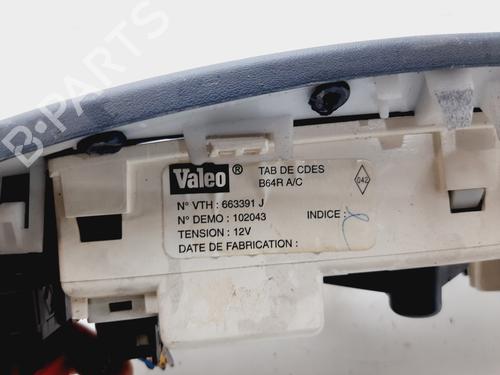 B-PARTS
Valeo ® TAB DE CDES
B64R A/C
042
N° VTH : 663391 J
N° DEMO : 102043 INDICE :
TENSION : 12V
DATE DE FABRICATION :